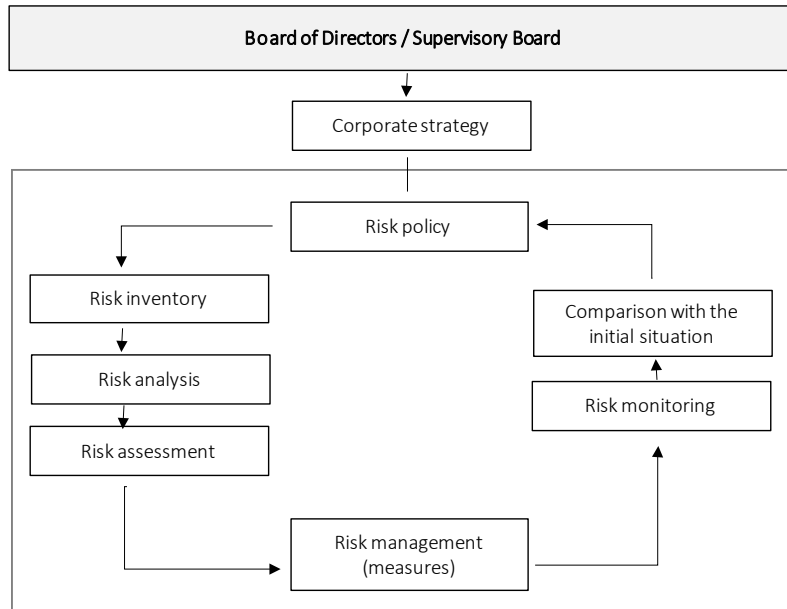 Board of Directors / Supervisory Board
Corporate strategy
Risk policy
Risk inventory
Risk analysis
Risk assessment
Risk management
(measures)
Risk monitoring
Comparison with the
initial situation